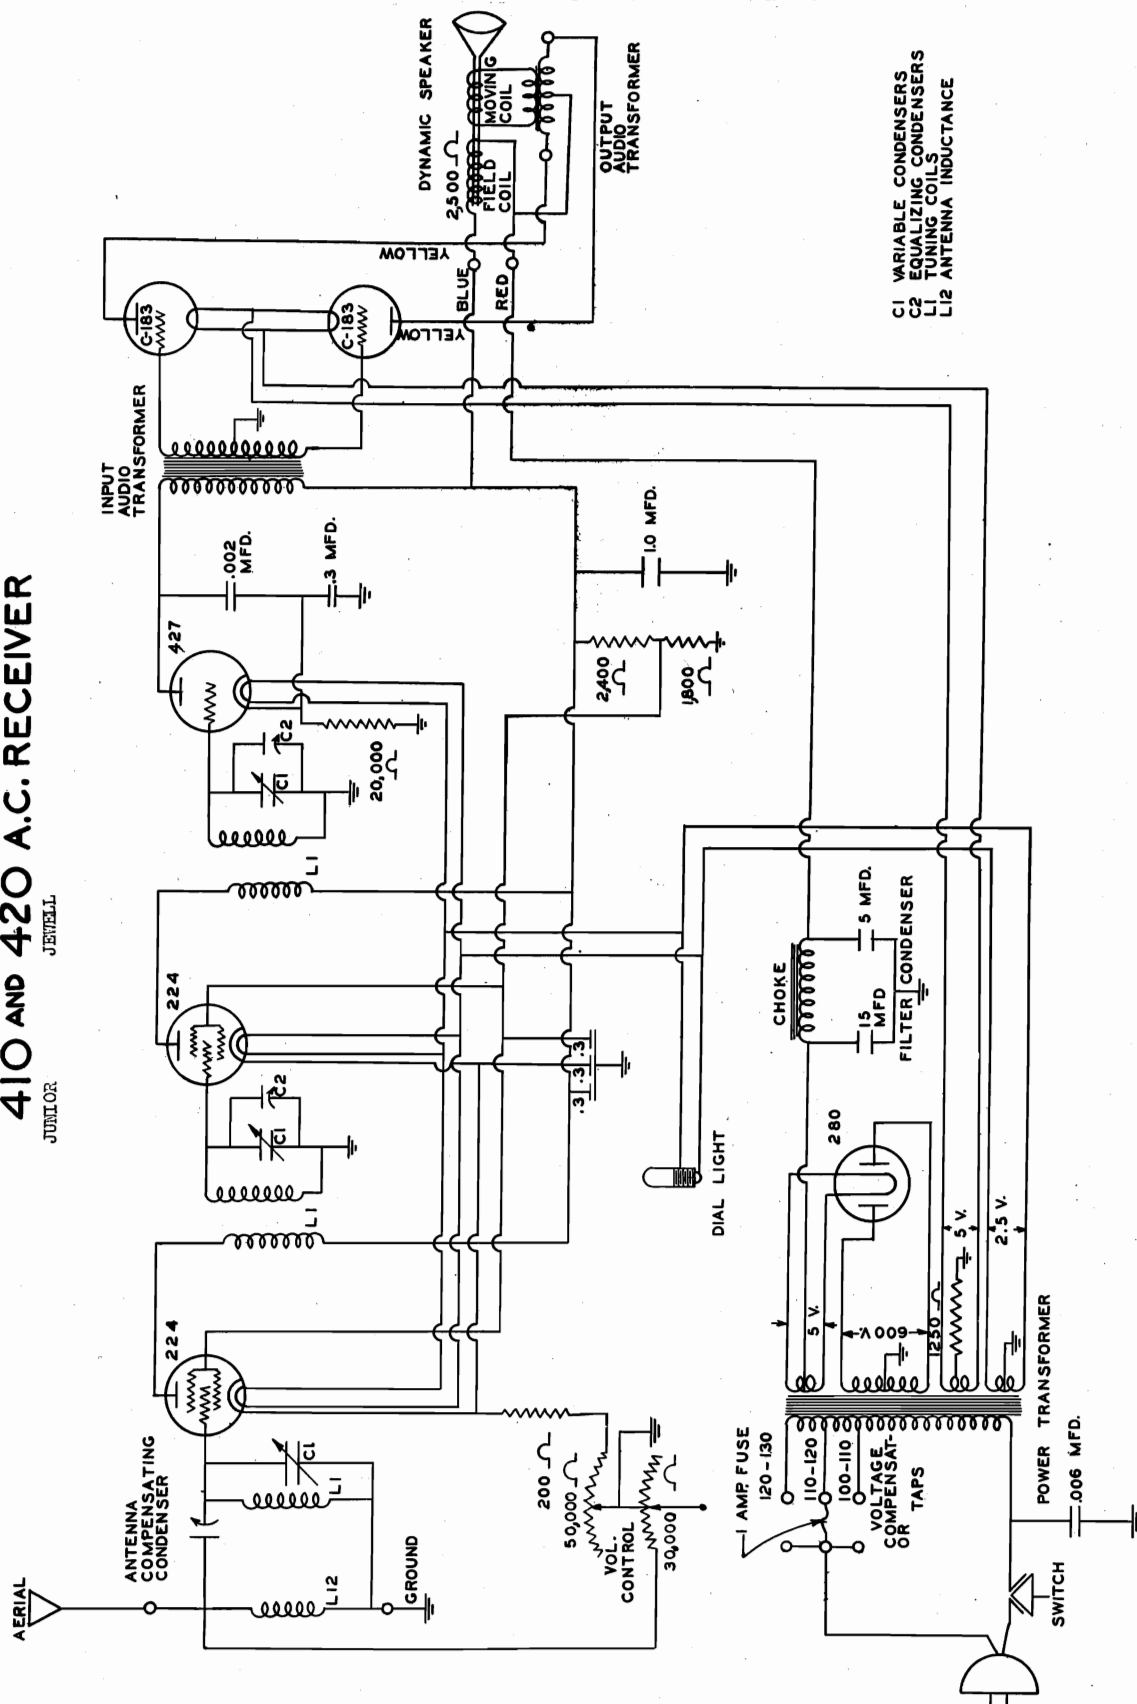 410 AND 420 A.C. RECEIVER
JUNIOR
JEWELL
AERIAL
ANTENNA
COMPENSATING
CONDENSER
L12
GROUND
C1
L1
224
200
50,000
VOL.
CONTROL
30,000
L1
C1
C2
224
L1
C1
C2
427
20,000
.002
MFD.
.3 MFD.
INPUT
AUDIO
TRANSFORMER
C-183
C-183
YELLOW
YELLOW
BLUE
RED
DYNAMIC SPEAKER
2,500
FIELD
COIL
MOVING
COIL
OUTPUT
AUDIO
TRANSFORMER
.3
.3
.3
2,400
1,800
1.0 MFD.
DIAL LIGHT
CHOKE
15
MFD
5 MFD.
FILTER CONDENSER
280
5 V.
600 V.
1250
5 V.
2.5 V.
1 AMP. FUSE
120-130
110-120
100-110
VOLTAGE
COMPENSAT-
OR TAPS
POWER TRANSFORMER
.006 MFD.
SWITCH
C1 VARIABLE CONDENSERS
C2 EQUALIZING CONDENSERS
L1 TUNING COILS
L12 ANTENNA INDUCTANCE